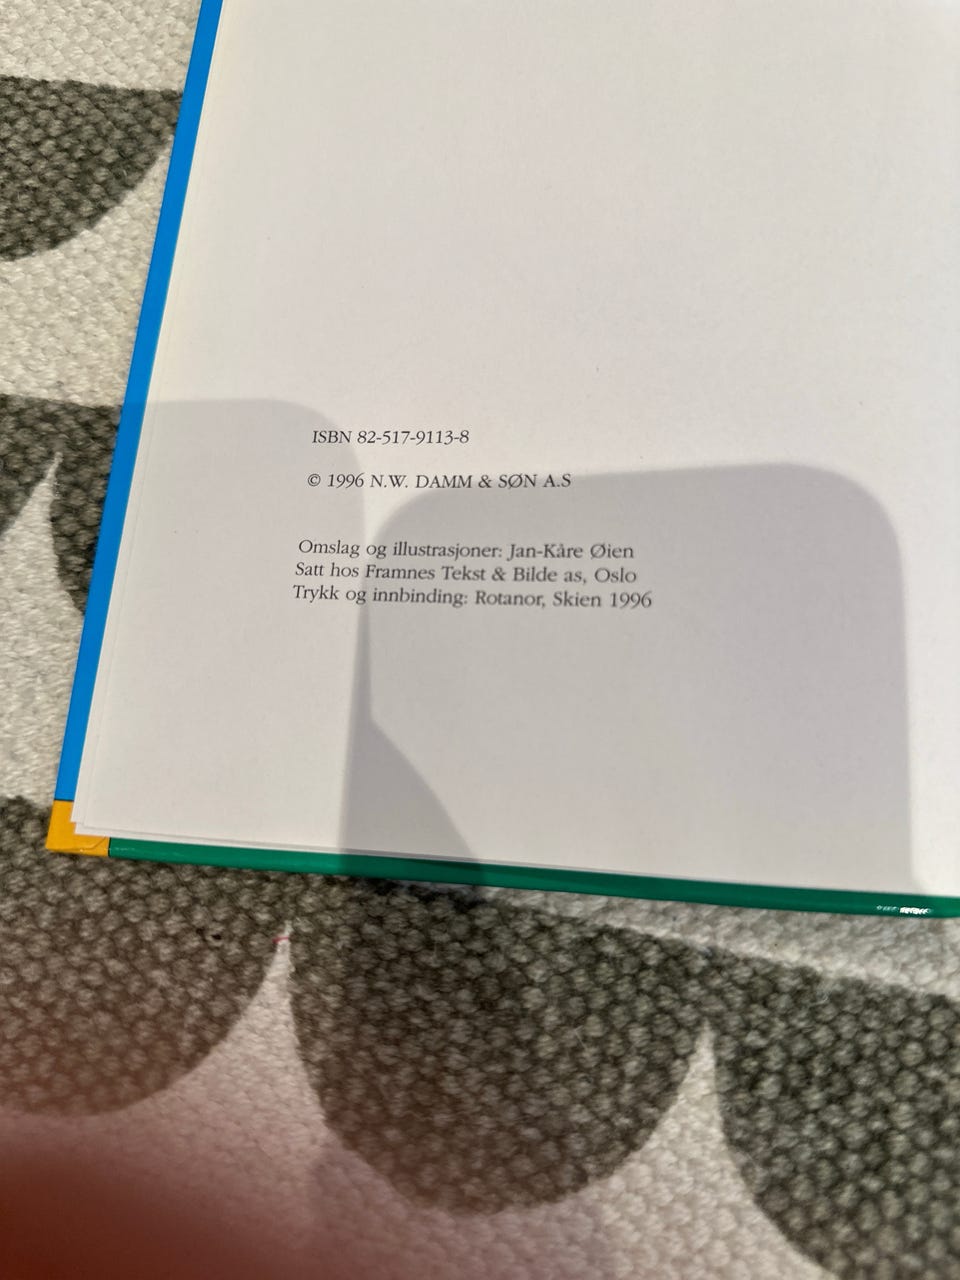 ISBN 82-517-9113-8
© 1996 N.W. DAMM & SØN A.S
Omslag og illustrasjoner: Jan-Kåre Øien
Satt hos Framnes Tekst & Bilde as, Oslo
Trykk og innbinding: Rotanor, Skien 1996